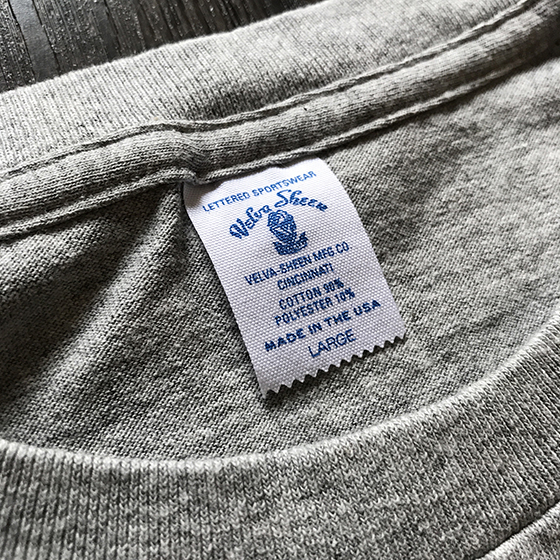 LETTERED SPORTSWEAR
Velva Sheen
VELVA-SHEEN MFG CO.
CINCINNATI
COTTON 90%
POLYESTER 10%
MADE IN THE USA
LARGE